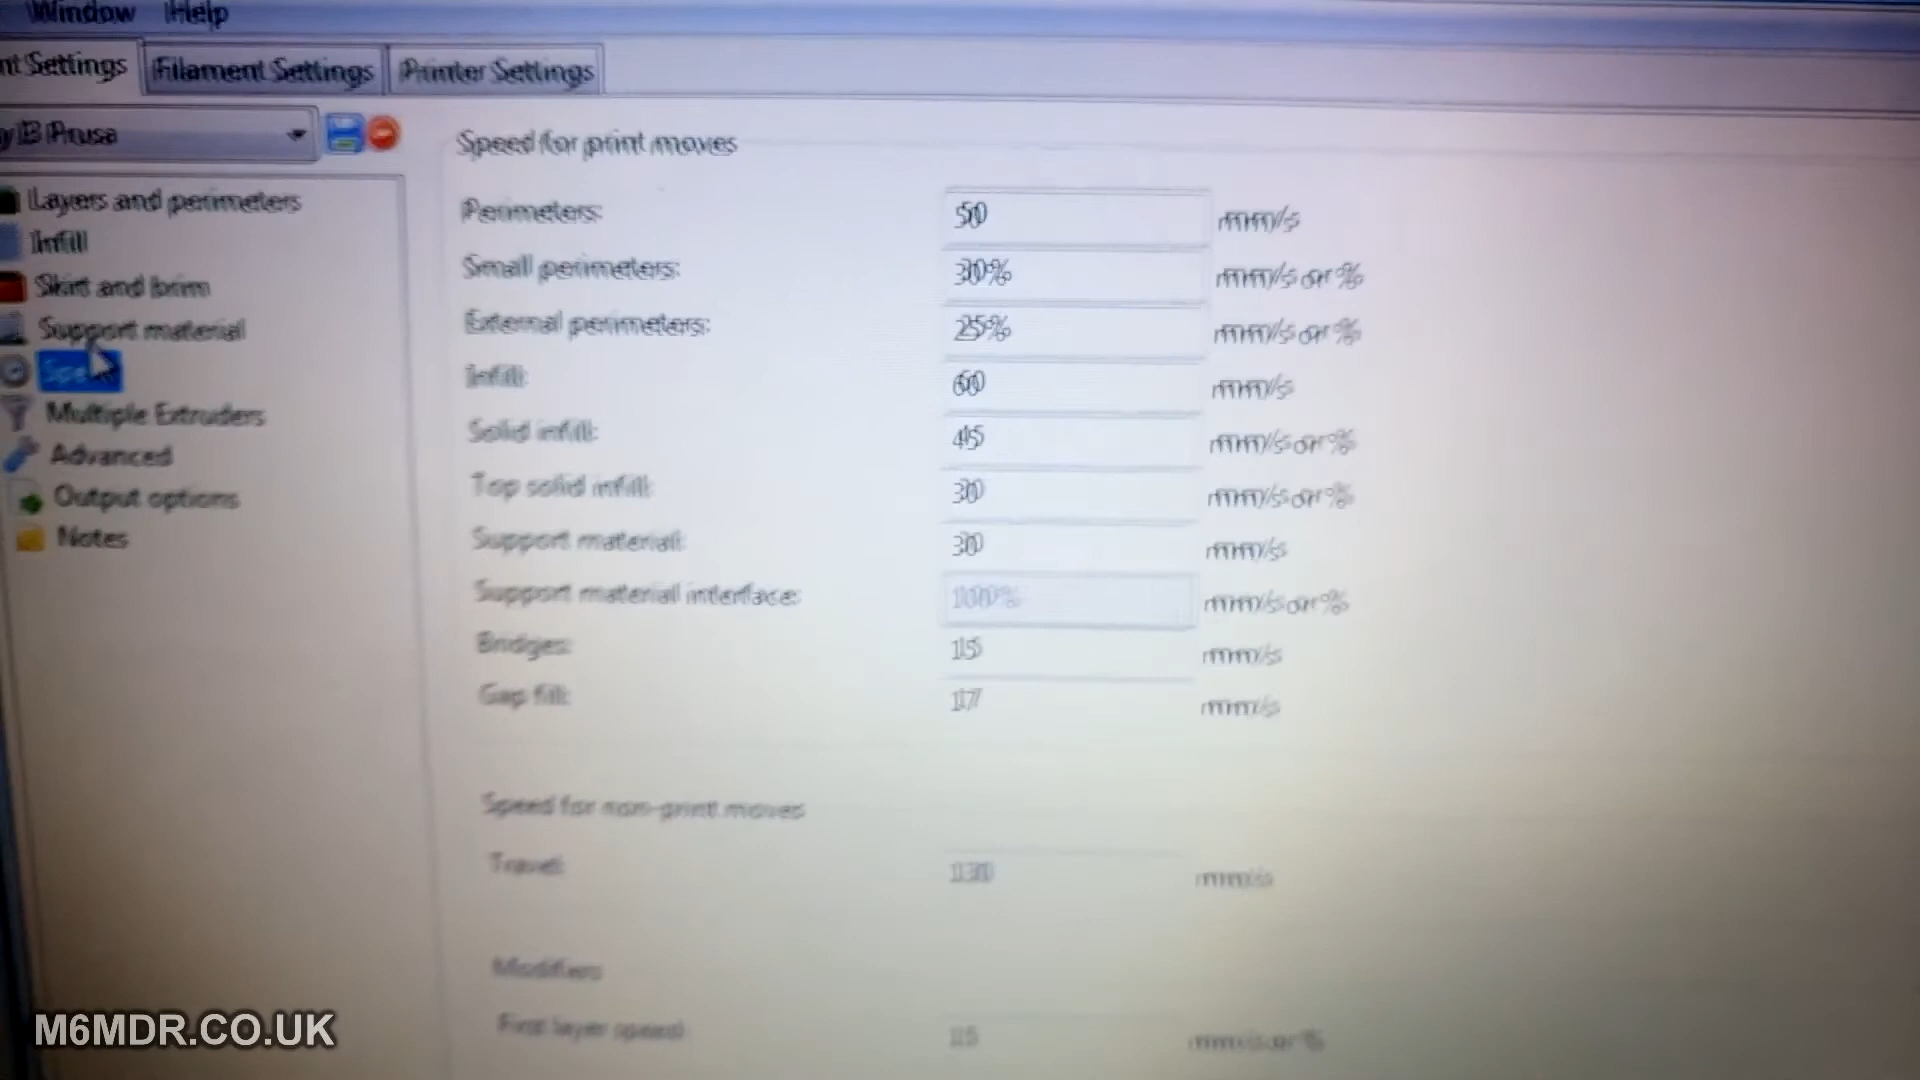 Window Help
nt Settings Filament Settings Printer Settings
Prusa
Layers and perimeters
Infill
Skirt and brim
Support material
Multiple Extruders
Advanced
Output options
Notes
Speed for print moves
Perimeters: 50 mm/s
Small perimeters: 30% mm/s or %
External perimeters: 25% mm/s or %
Infill: 60 mm/s
Solid infill: 45 mm/s or %
Top solid infill: 30 mm/s or %
Support material: 30 mm/s
Support material interface: 100% mm/s or %
Bridges: 15 mm/s
Gap fill: 17 mm/s
Speed for non-print moves
Travel: 130 mm/s
Modifiers
First layer speed: mm/s or %
M6MDR.CO.UK